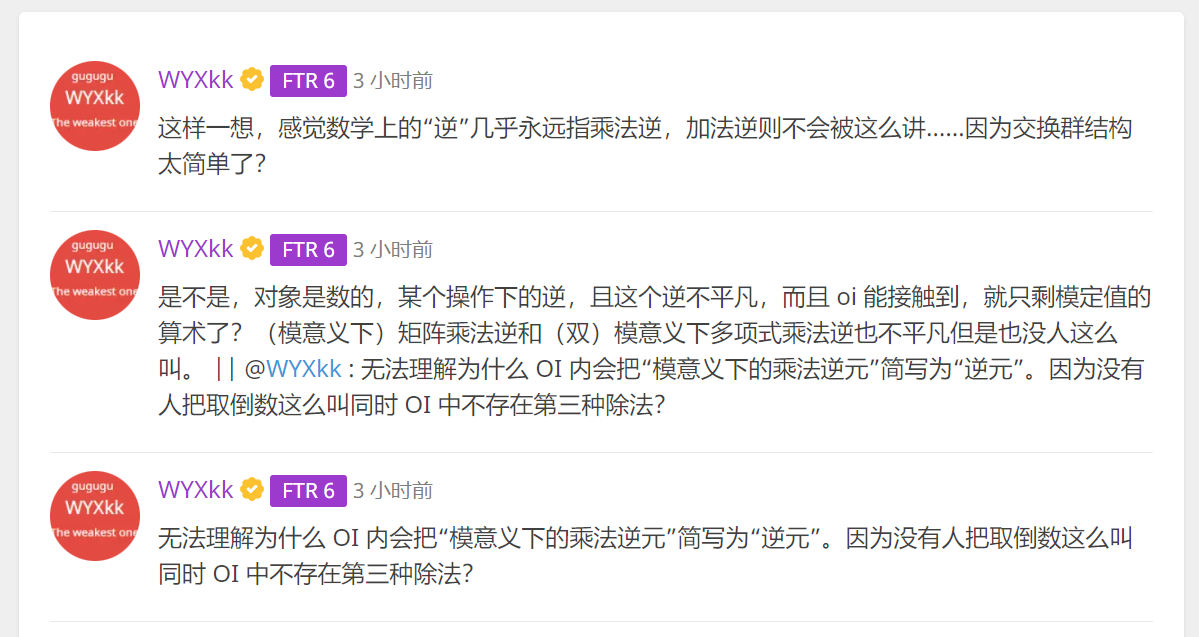 gugugu
WYXkk
The weakest one
WYXkk FTR 6 3 小时前
这样一想，感觉数学上的“逆”几乎永远指乘法逆，加法逆则不会被这么讲……因为交换群结构
太简单了？
gugugu
WYXkk
The weakest one
WYXkk FTR 6 3 小时前
是不是，对象是数的，某个操作下的逆，且这个逆不平凡，而且 oi 能接触到，就只剩模定值的
算术了？（模意义下）矩阵乘法逆和（双）模意义下多项式乘法逆也不平凡但是也没人这么
叫。 || @WYXkk : 无法理解为什么 OI 内会把“模意义下的乘法逆元”简写为“逆元”。因为没有
人把取倒数这么叫同时 OI 中不存在第三种除法？
gugugu
WYXkk
The weakest one
WYXkk FTR 6 3 小时前
无法理解为什么 OI 内会把“模意义下的乘法逆元”简写为“逆元”。因为没有人把取倒数这么叫
同时 OI 中不存在第三种除法？